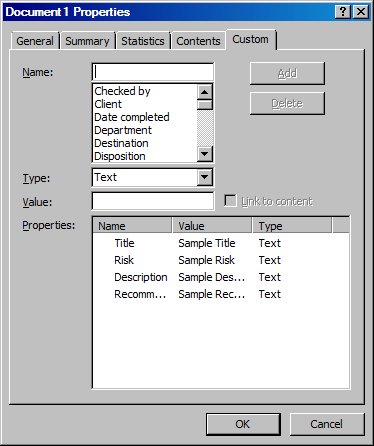 Document1 Properties
General Summary Statistics Contents Custom
Name:
Add
Checked by
Client
Date completed
Department
Destination
Disposition
Delete
Type: Text
Value: Link to content
Properties: Name Value Type
Title Sample Title Text
Risk Sample Risk Text
Description Sample Des... Text
Recomm... Sample Rec... Text
OK Cancel